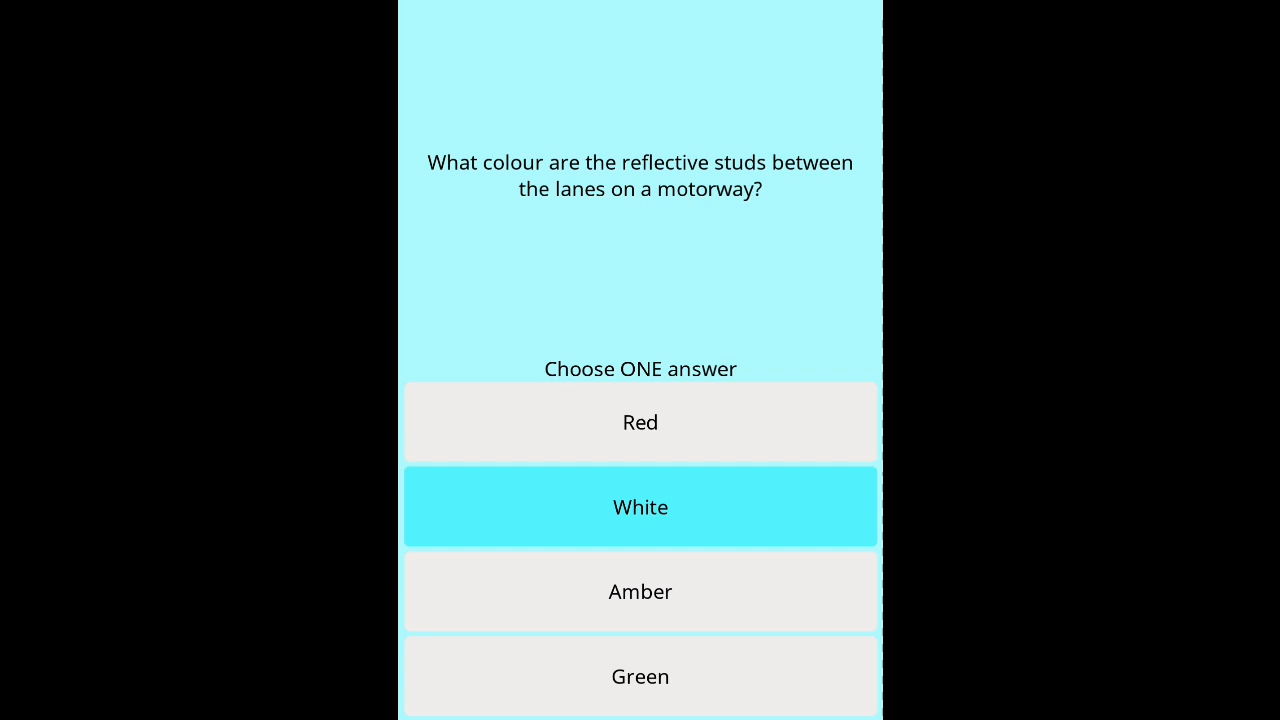 What colour are the reflective studs between
the lanes on a motorway?
Choose ONE answer
Red
White
Amber
Green